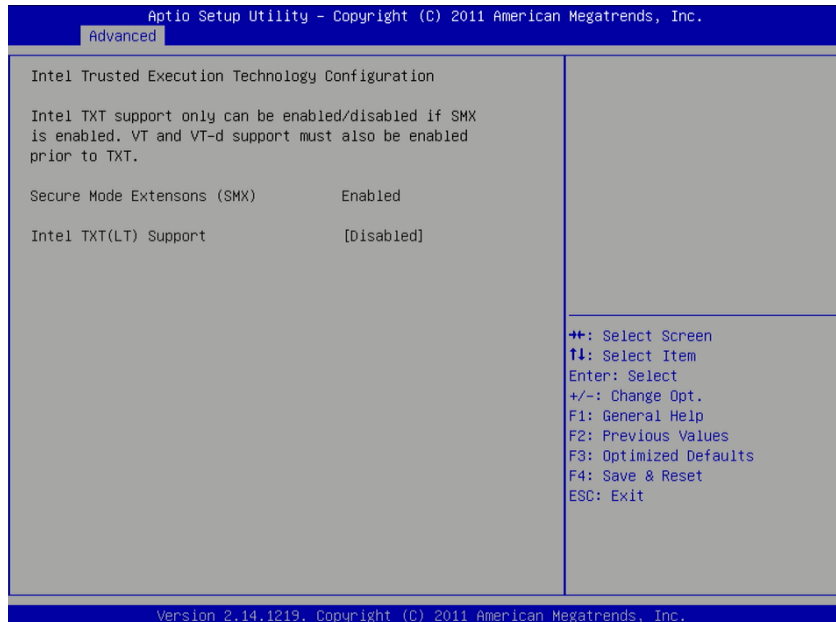 Aptio Setup Utility – Copyright (C) 2011 American Megatrends, Inc.
Advanced
Intel Trusted Execution Technology Configuration
Intel TXT support only can be enabled/disabled if SMX
is enabled. VT and VT-d support must also be enabled
prior to TXT.
Secure Mode Extensons (SMX) Enabled
Intel TXT(LT) Support [Disabled]
→←: Select Screen
↑↓: Select Item
Enter: Select
+/-: Change Opt.
F1: General Help
F2: Previous Values
F3: Optimized Defaults
F4: Save & Reset
ESC: Exit
Version 2.14.1219. Copyright (C) 2011 American Megatrends, Inc.